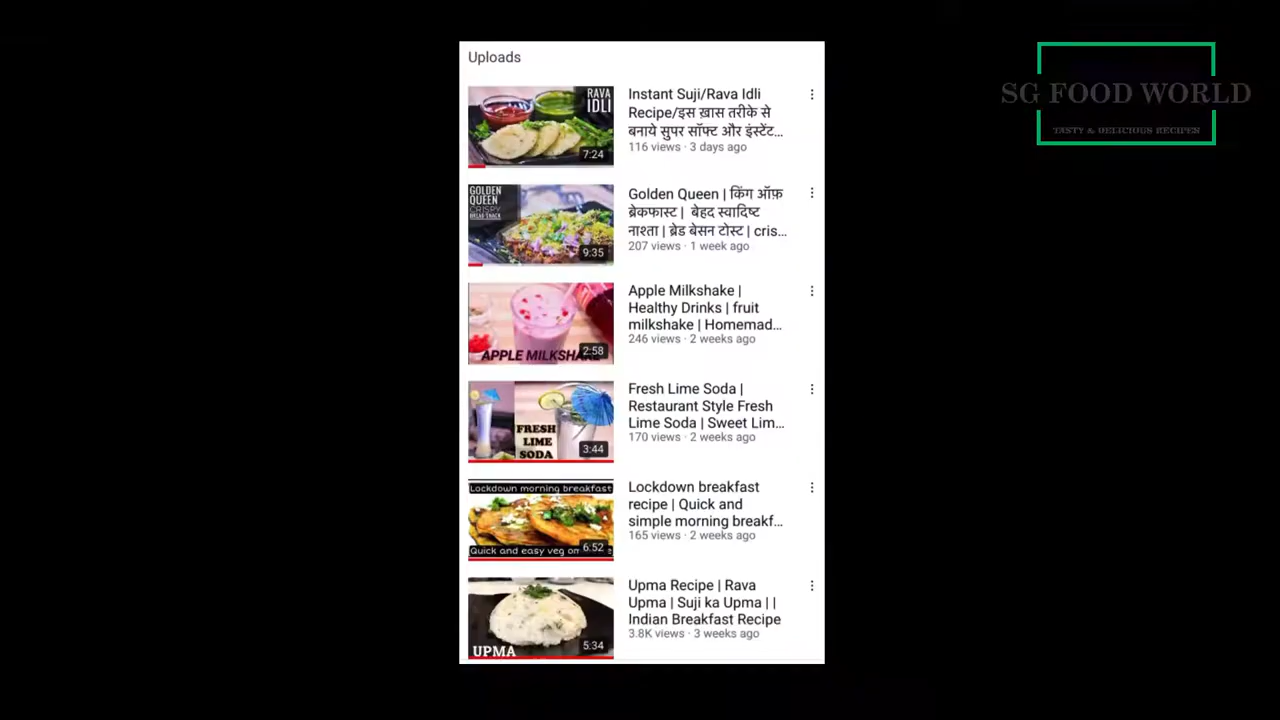 Uploads
SG FOOD WORLD
TASTY & DELICIOUS RECIPES
RAVA
IDLI
7:24
Instant Suji/Rava Idli
Recipe/इस ख़ास तरीके से
बनाये सुपर सॉफ्ट और इंस्टेंट...
116 views · 3 days ago
GOLDEN
QUEEN
CRISPY
BREAD SNACK
9:35
Golden Queen | किंग ऑफ़
ब्रेकफास्ट | बेहद स्वादिष्ट
नाश्ता | ब्रेड बेसन टोस्ट | cris...
207 views · 1 week ago
APPLE MILKSHAKE
2:58
Apple Milkshake |
Healthy Drinks | fruit
milkshake | Homemad...
246 views · 2 weeks ago
FRESH
LIME
SODA
3:44
Fresh Lime Soda |
Restaurant Style Fresh
Lime Soda | Sweet Lim...
170 views · 2 weeks ago
Lockdown morning breakfast
Quick and easy veg om
6:52
Lockdown breakfast
recipe | Quick and
simple morning breakf...
165 views · 2 weeks ago
UPMA
5:34
Upma Recipe | Rava
Upma | Suji ka Upma | |
Indian Breakfast Recipe
3.8K views · 3 weeks ago